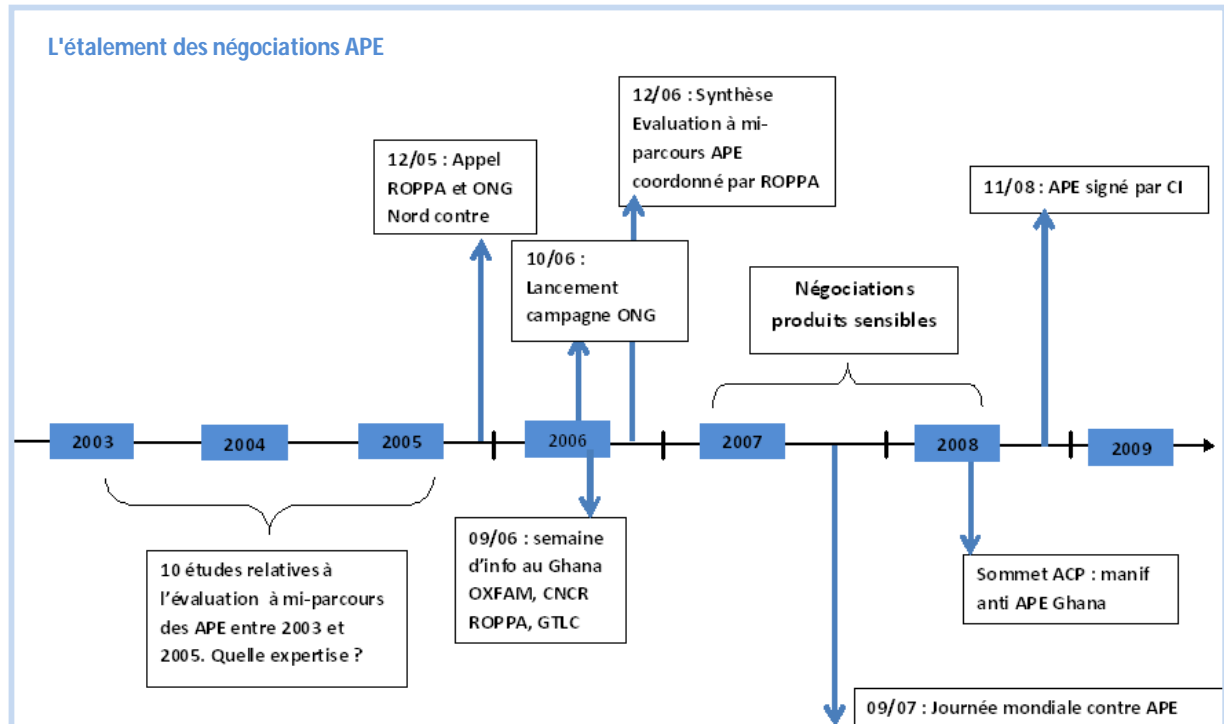 L'étalement des négociations APE
12/06 : Synthèse
Evaluation à mi-
parcours APE
coordonné par ROPPA
12/05 : Appel
ROPPA et ONG
Nord contre
11/08 : APE signé par CI
10/06 :
Lancement
campagne ONG
Négociations
produits sensibles
2003
2004
2005
2006
2007
2008
2009
10 études relatives à
l'évaluation à mi-parcours
des APE entre 2003 et
2005. Quelle expertise ?
09/06 : semaine
d'info au Ghana
OXFAM, CNCR
ROPPA, GTLC
Sommet ACP : manif
anti APE Ghana
09/07 : Journée mondiale contre APE